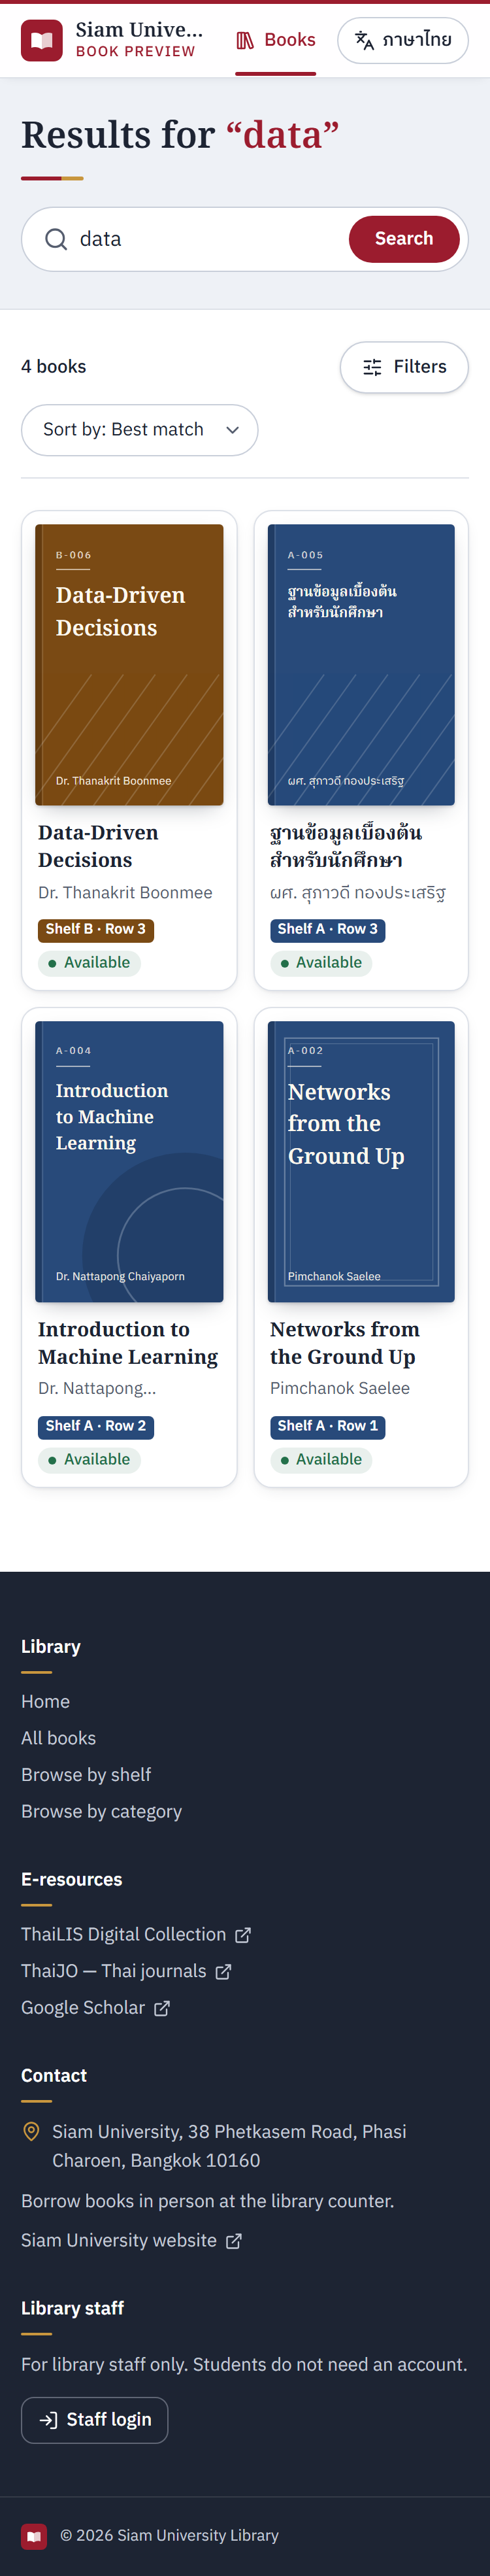 Siam Unive...
BOOK PREVIEW
Books
ภาษาไทย
Results for “data”
data
Search
4 books
Filters
Sort by: Best match
B-006
Data-Driven
Decisions
Dr. Thanakrit Boonmee
Data-Driven
Decisions
Dr. Thanakrit Boonmee
Shelf B · Row 3
Available
A-005
ฐานข้อมูลเบื้องต้น
สำหรับนักศึกษา
ผศ. สุภาวดี ทองประเสริฐ
ฐานข้อมูลเบื้องต้น
สำหรับนักศึกษา
ผศ. สุภาวดี ทองประเสริฐ
Shelf A · Row 3
Available
A-004
Introduction
to Machine
Learning
Dr. Nattapong Chaiyaporn
Introduction to
Machine Learning
Dr. Nattapong...
Shelf A · Row 2
Available
A-002
Networks
from the
Ground Up
Pimchanok Saelee
Networks from
the Ground Up
Pimchanok Saelee
Shelf A · Row 1
Available
Library
Home
All books
Browse by shelf
Browse by category
E-resources
ThaiLIS Digital Collection
ThaiJO — Thai journals
Google Scholar
Contact
Siam University, 38 Phetkasem Road, Phasi
Charoen, Bangkok 10160
Borrow books in person at the library counter.
Siam University website
Library staff
For library staff only. Students do not need an account.
Staff login
© 2026 Siam University Library